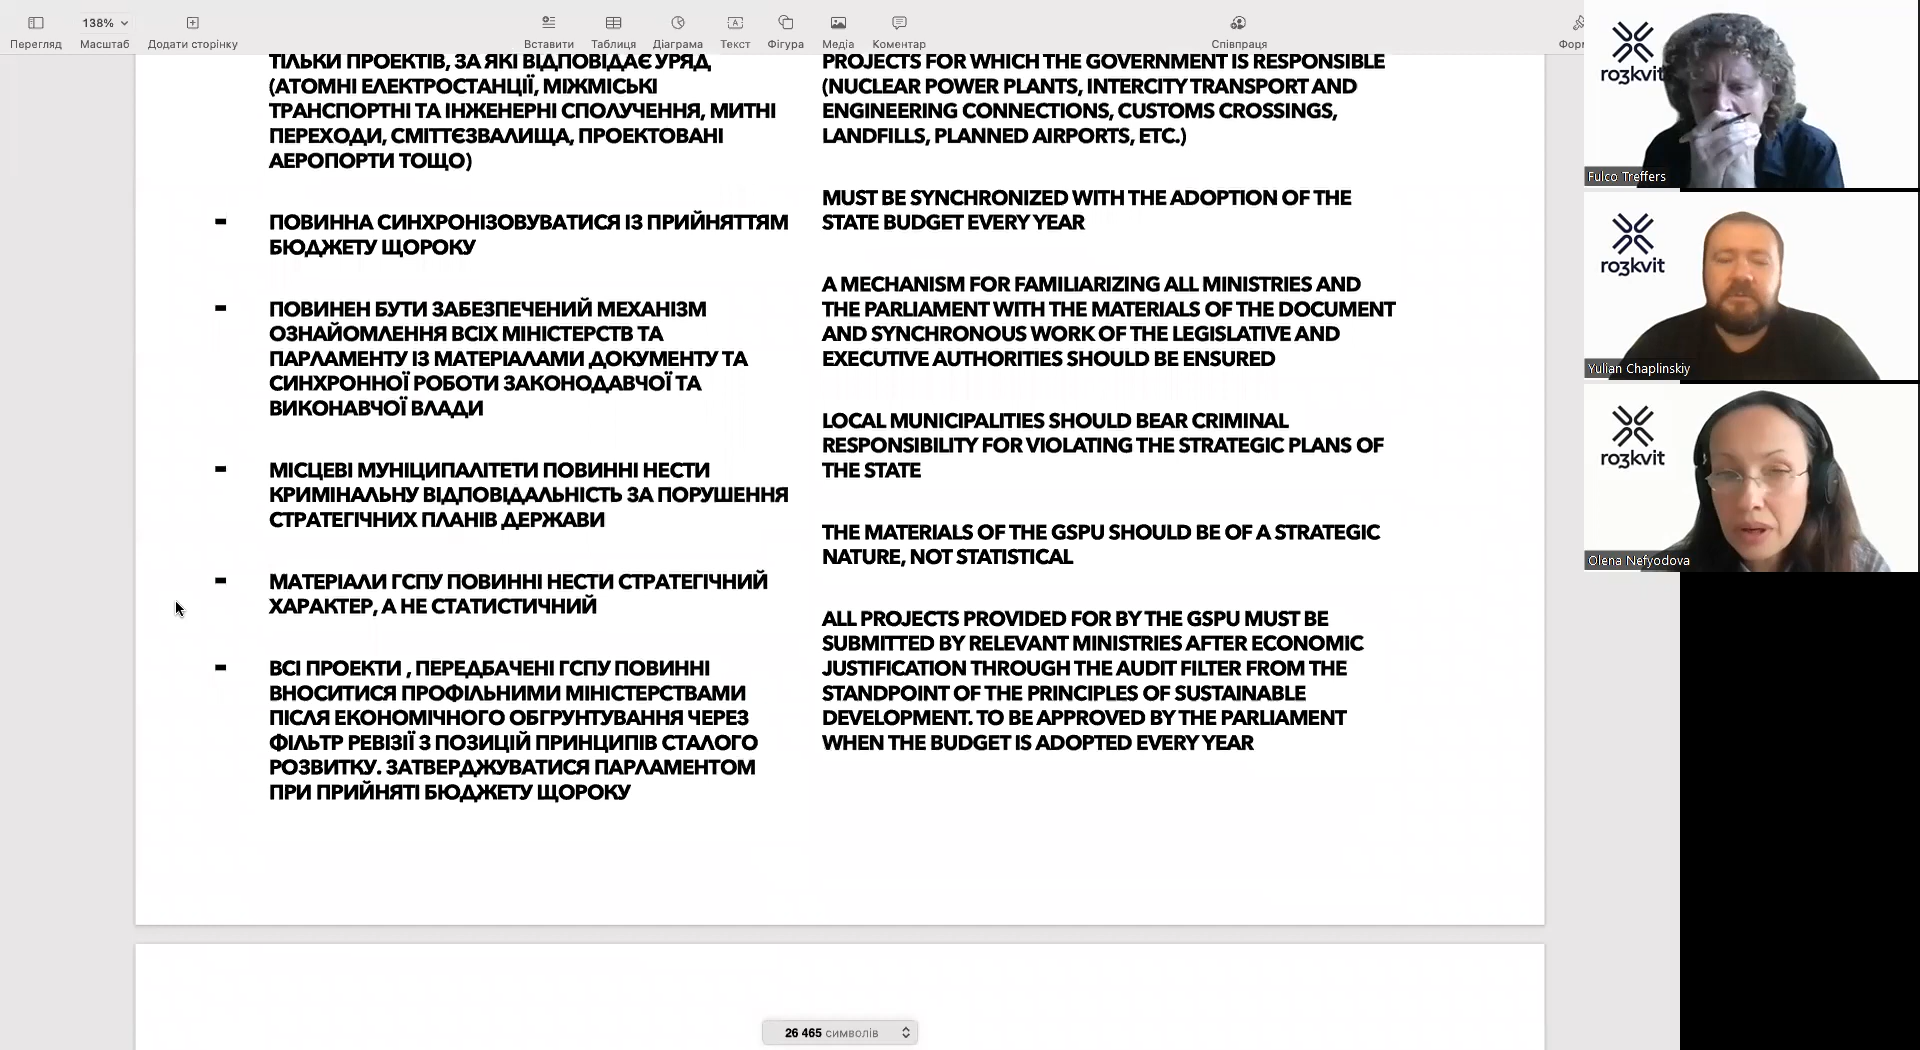 138%
Перегляд
Масштаб
Додати сторінку
Вставити
Таблиця
Діаграма
Текст
Фігура
Медіа
Коментар
Співпраця
ТІЛЬКИ ПРОЕКТІВ, ЗА ЯКІ ВІДПОВІДАЄ УРЯД
(АТОМНІ ЕЛЕКТРОСТАНЦІЇ, МІЖМІСЬКІ
ТРАНСПОРТНІ ТА ІНЖЕНЕРНІ СПОЛУЧЕННЯ, МИТНІ
ПЕРЕХОДИ, СМІТТЄЗВАЛИЩА, ПРОЕКТОВАНІ
АЕРОПОРТИ ТОЩО)
- ПОВИННА СИНХРОНІЗОВУВАТИСЯ ІЗ ПРИЙНЯТТЯМ
БЮДЖЕТУ ЩОРОКУ
- ПОВИНЕН БУТИ ЗАБЕЗПЕЧЕНИЙ МЕХАНІЗМ
ОЗНАЙОМЛЕННЯ ВСІХ МІНІСТЕРСТВ ТА
ПАРЛАМЕНТУ ІЗ МАТЕРІАЛАМИ ДОКУМЕНТУ ТА
СИНХРОННОЇ РОБОТИ ЗАКОНОДАВЧОЇ ТА
ВИКОНАВЧОЇ ВЛАДИ
- МІСЦЕВІ МУНІЦИПАЛІТЕТИ ПОВИННІ НЕСТИ
КРИМІНАЛЬНУ ВІДПОВІДАЛЬНІСТЬ ЗА ПОРУШЕННЯ
СТРАТЕГІЧНИХ ПЛАНІВ ДЕРЖАВИ
- МАТЕРІАЛИ ГСПУ ПОВИННІ НЕСТИ СТРАТЕГІЧНИЙ
ХАРАКТЕР, А НЕ СТАТИСТИЧНИЙ
- ВСІ ПРОЕКТИ , ПЕРЕДБАЧЕНІ ГСПУ ПОВИННІ
ВНОСИТИСЯ ПРОФІЛЬНИМИ МІНІСТЕРСТВАМИ
ПІСЛЯ ЕКОНОМІЧНОГО ОБГРУНТУВАННЯ ЧЕРЕЗ
ФІЛЬТР РЕВІЗІЇ З ПОЗИЦІЙ ПРИНЦИПІВ СТАЛОГО
РОЗВИТКУ. ЗАТВЕРДЖУВАТИСЯ ПАРЛАМЕНТОМ
ПРИ ПРИЙНЯТІ БЮДЖЕТУ ЩОРОКУ
PROJECTS FOR WHICH THE GOVERNMENT IS RESPONSIBLE
(NUCLEAR POWER PLANTS, INTERCITY TRANSPORT AND
ENGINEERING CONNECTIONS, CUSTOMS CROSSINGS,
LANDFILLS, PLANNED AIRPORTS, ETC.)
MUST BE SYNCHRONIZED WITH THE ADOPTION OF THE
STATE BUDGET EVERY YEAR
A MECHANISM FOR FAMILIARIZING ALL MINISTRIES AND
THE PARLIAMENT WITH THE MATERIALS OF THE DOCUMENT
AND SYNCHRONOUS WORK OF THE LEGISLATIVE AND
EXECUTIVE AUTHORITIES SHOULD BE ENSURED
LOCAL MUNICIPALITIES SHOULD BEAR CRIMINAL
RESPONSIBILITY FOR VIOLATING THE STRATEGIC PLANS OF
THE STATE
THE MATERIALS OF THE GSPU SHOULD BE OF A STRATEGIC
NATURE, NOT STATISTICAL
ALL PROJECTS PROVIDED FOR BY THE GSPU MUST BE
SUBMITTED BY RELEVANT MINISTRIES AFTER ECONOMIC
JUSTIFICATION THROUGH THE AUDIT FILTER FROM THE
STANDPOINT OF THE PRINCIPLES OF SUSTAINABLE
DEVELOPMENT. TO BE APPROVED BY THE PARLIAMENT
WHEN THE BUDGET IS ADOPTED EVERY YEAR
26 465 символів
roзkvit
Fulco Treffers
roзkvit
Yulian Chaplinskiy
roзkvit
Olena Nefyodova